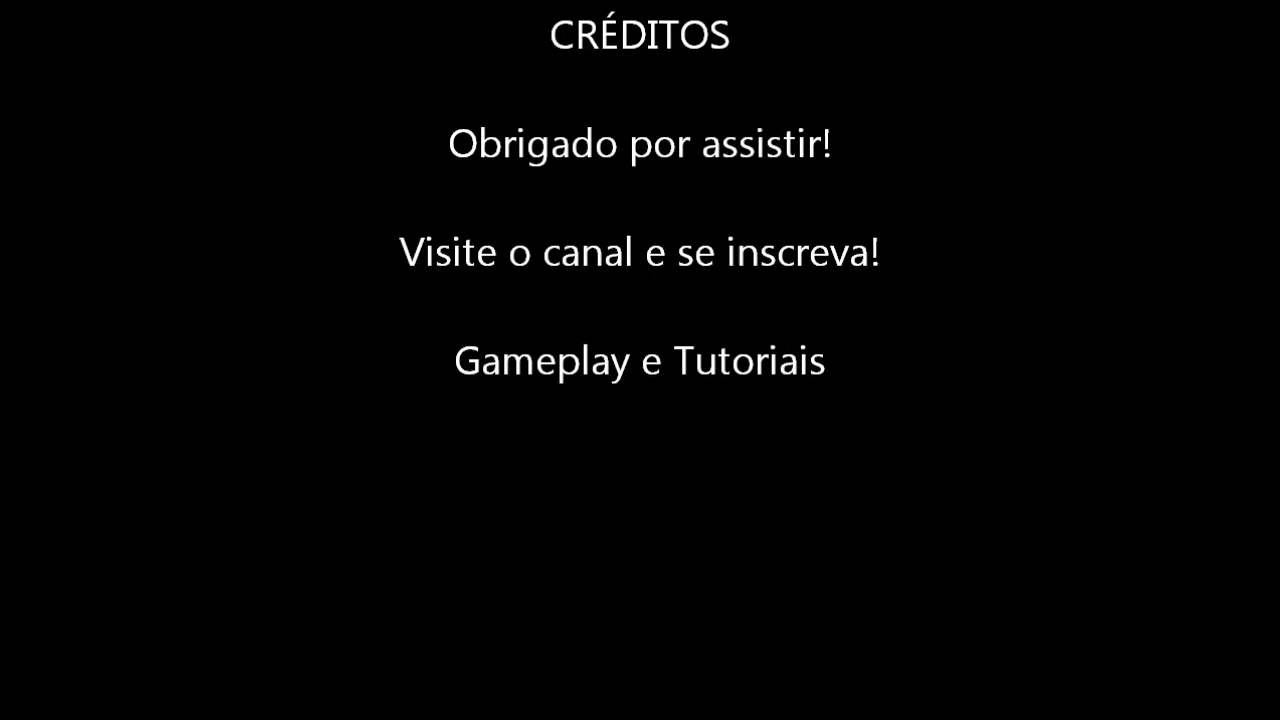 CRÉDITOS
Obrigado por assistir!
Visite o canal e se inscreva!
Gameplay e Tutoriais